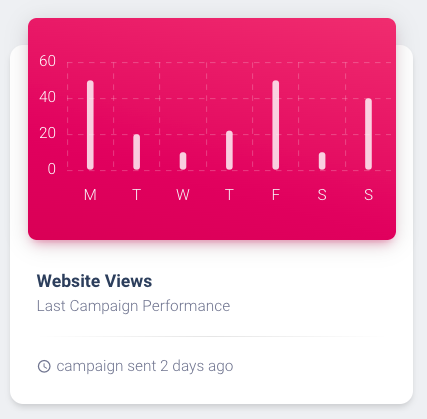 60
40
20
0
M T W T F S S
Website Views
Last Campaign Performance
campaign sent 2 days ago